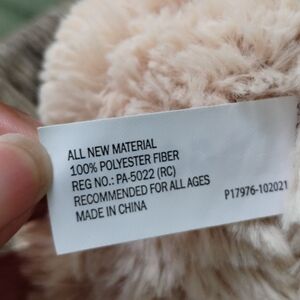 ALL NEW MATERIAL
100% POLYESTER FIBER
REG NO.: PA-5022 (RC)
RECOMMENDED FOR ALL AGES
MADE IN CHINA
P17976-102021